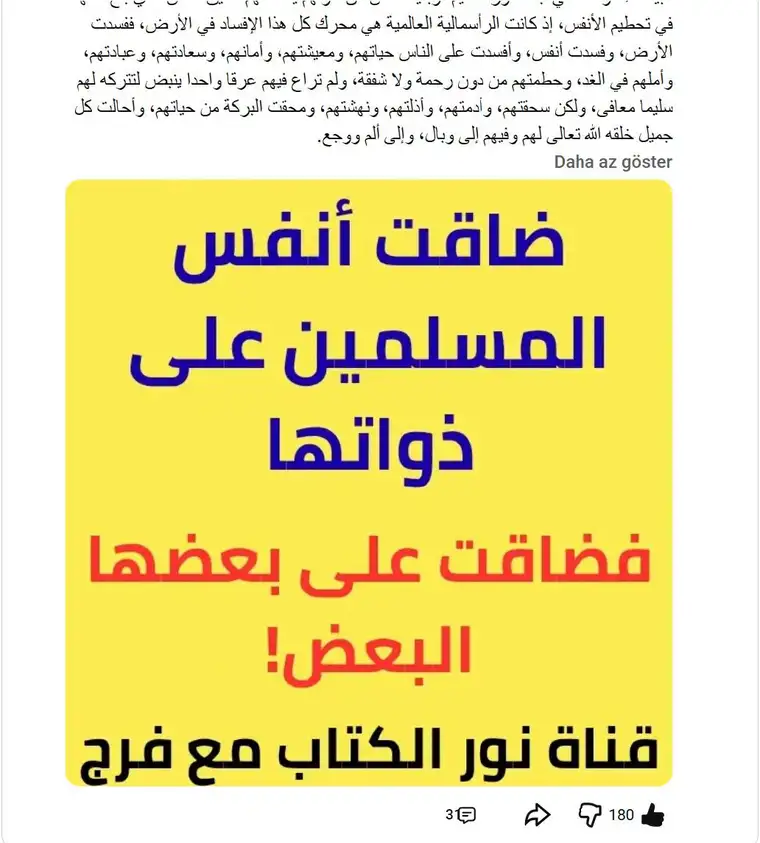 في تحطيم الأنفس، إذ كانت الرأسمالية العالمية هي محرك كل هذا الإفساد في الأرض، ففسدت
الأرض، وفسدت أنفس، وأفسدت على الناس حياتهم، ومعيشتهم، وأمانهم، وسعادتهم، وعبادتهم،
وأملهم في الغد، وحطمتهم من دون رحمة ولا شفقة، ولم تراع فيهم عرقا واحدا ينبض لتتركه لهم
سليما معافى، ولكن سحقتهم، وأدمتهم، وأذلتهم، ونهشتهم، ومحقت البركة من حياتهم، وأحالت كل
جميل خلقه الله تعالى لهم وفيهم إلى وبال، وإلى ألم ووجع.
Daha az göster
ضاقت أنفس
المسلمين على
ذواتها
فضاقت على بعضها
البعض!
قناة نور الكتاب مع فرج
180
31